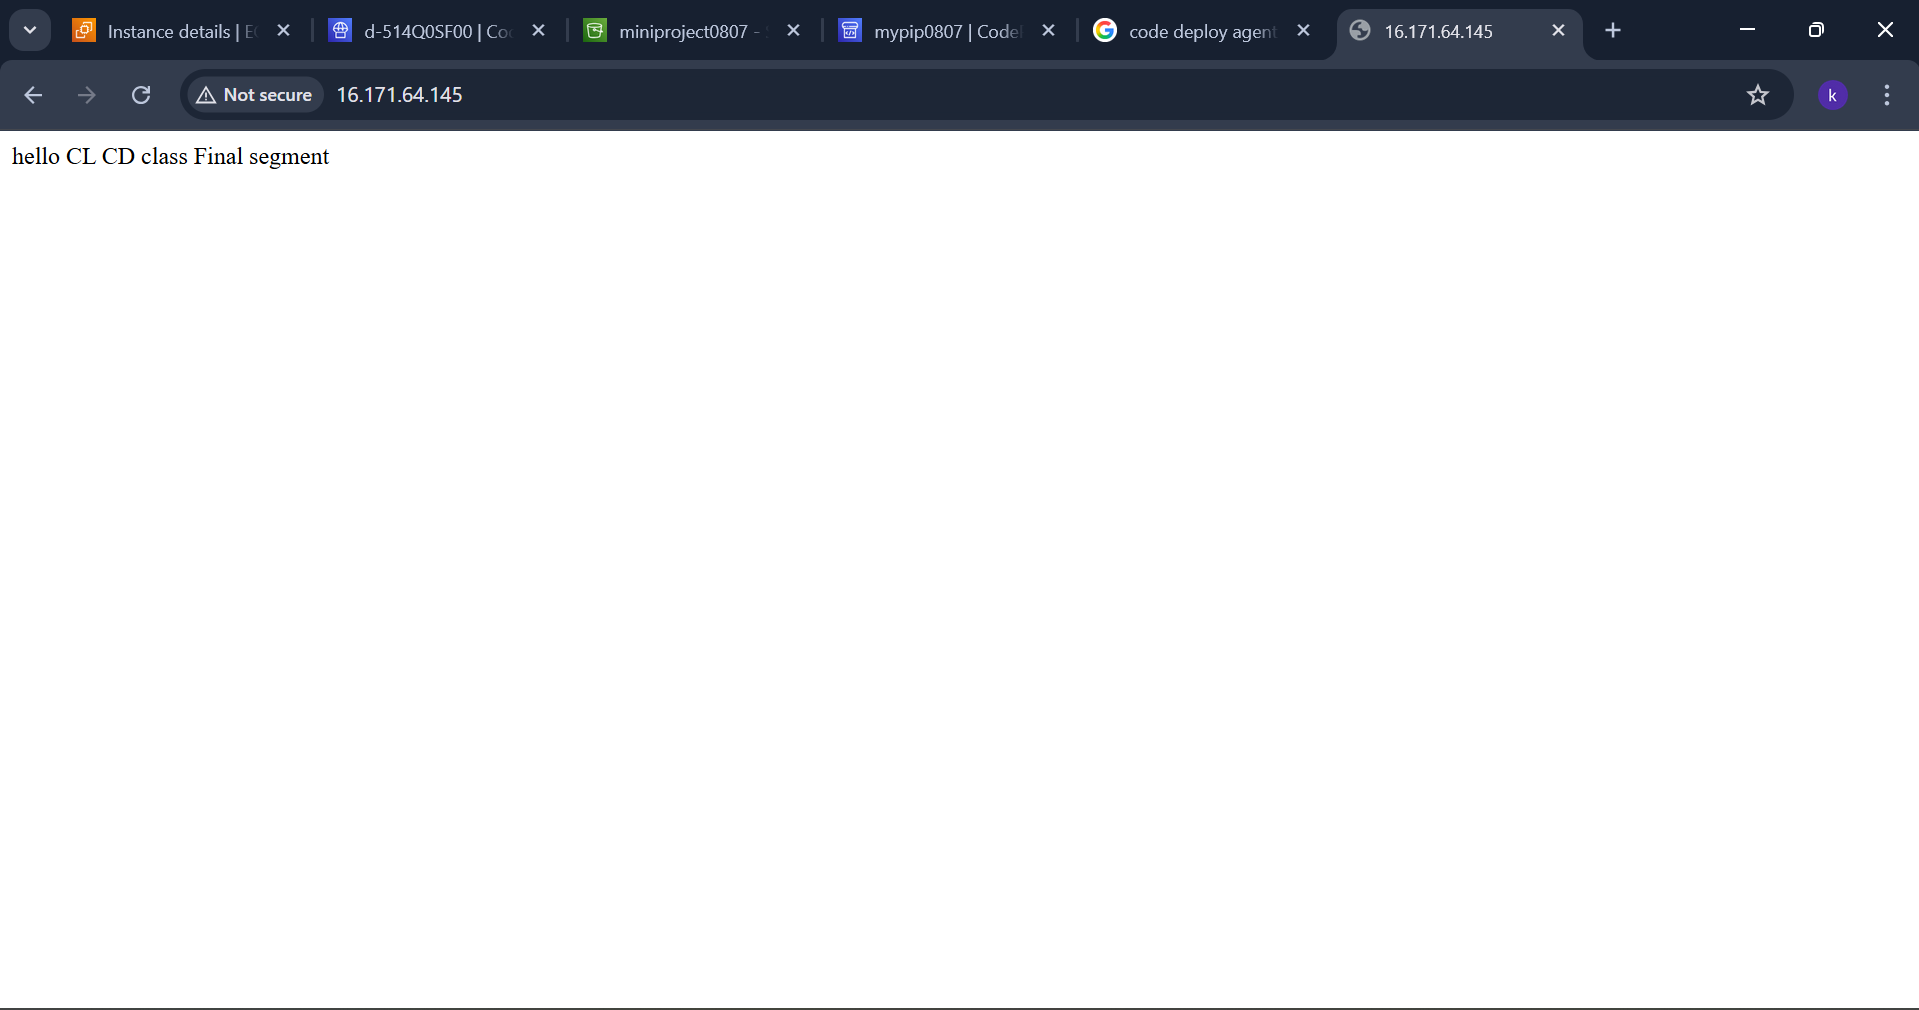 Instance details | E
d-514Q0SF00 | Co
miniproject0807 -
mypip0807 | Code
code deploy agent
16.171.64.145
Not secure
16.171.64.145
k
hello CL CD class Final segment